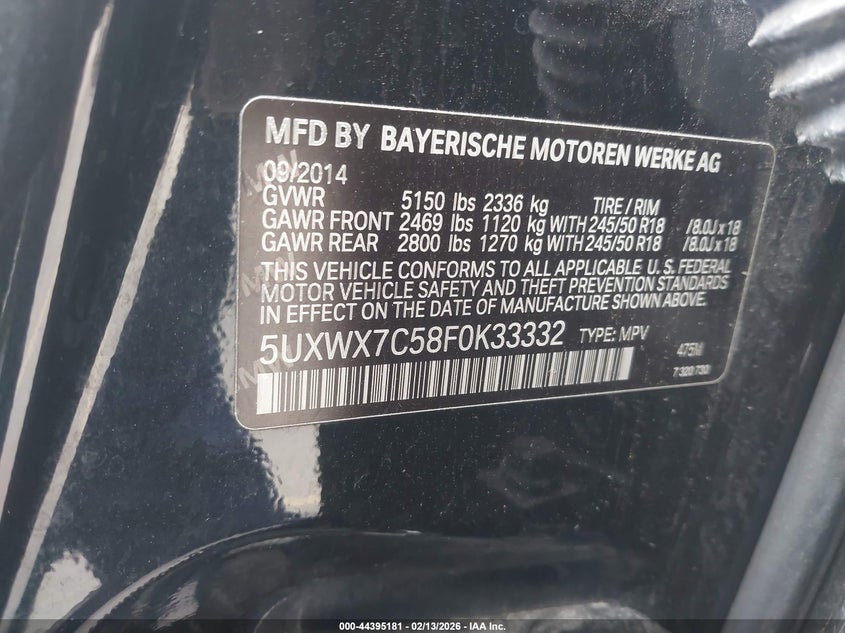 MFD BY BAYERISCHE MOTOREN WERKE AG
09/2014
GVWR 5150 lbs 2336 kg TIRE / RIM
GAWR FRONT 2469 lbs 1120 kg WITH 245/50 R18 /8.0J x 18
GAWR REAR 2800 lbs 1270 kg WITH 245/50 R18 /8.0J x 18
THIS VEHICLE CONFORMS TO ALL APPLICABLE U. S. FEDERAL
MOTOR VEHICLE SAFETY AND THEFT PREVENTION STANDARDS
IN EFFECT ON THE DATE OF MANUFACTURE SHOWN ABOVE.
5UXWX7C58F0K33332 TYPE: MPV 475M
7 320 730
000-44395181 - 02/13/2026 - IAA Inc.